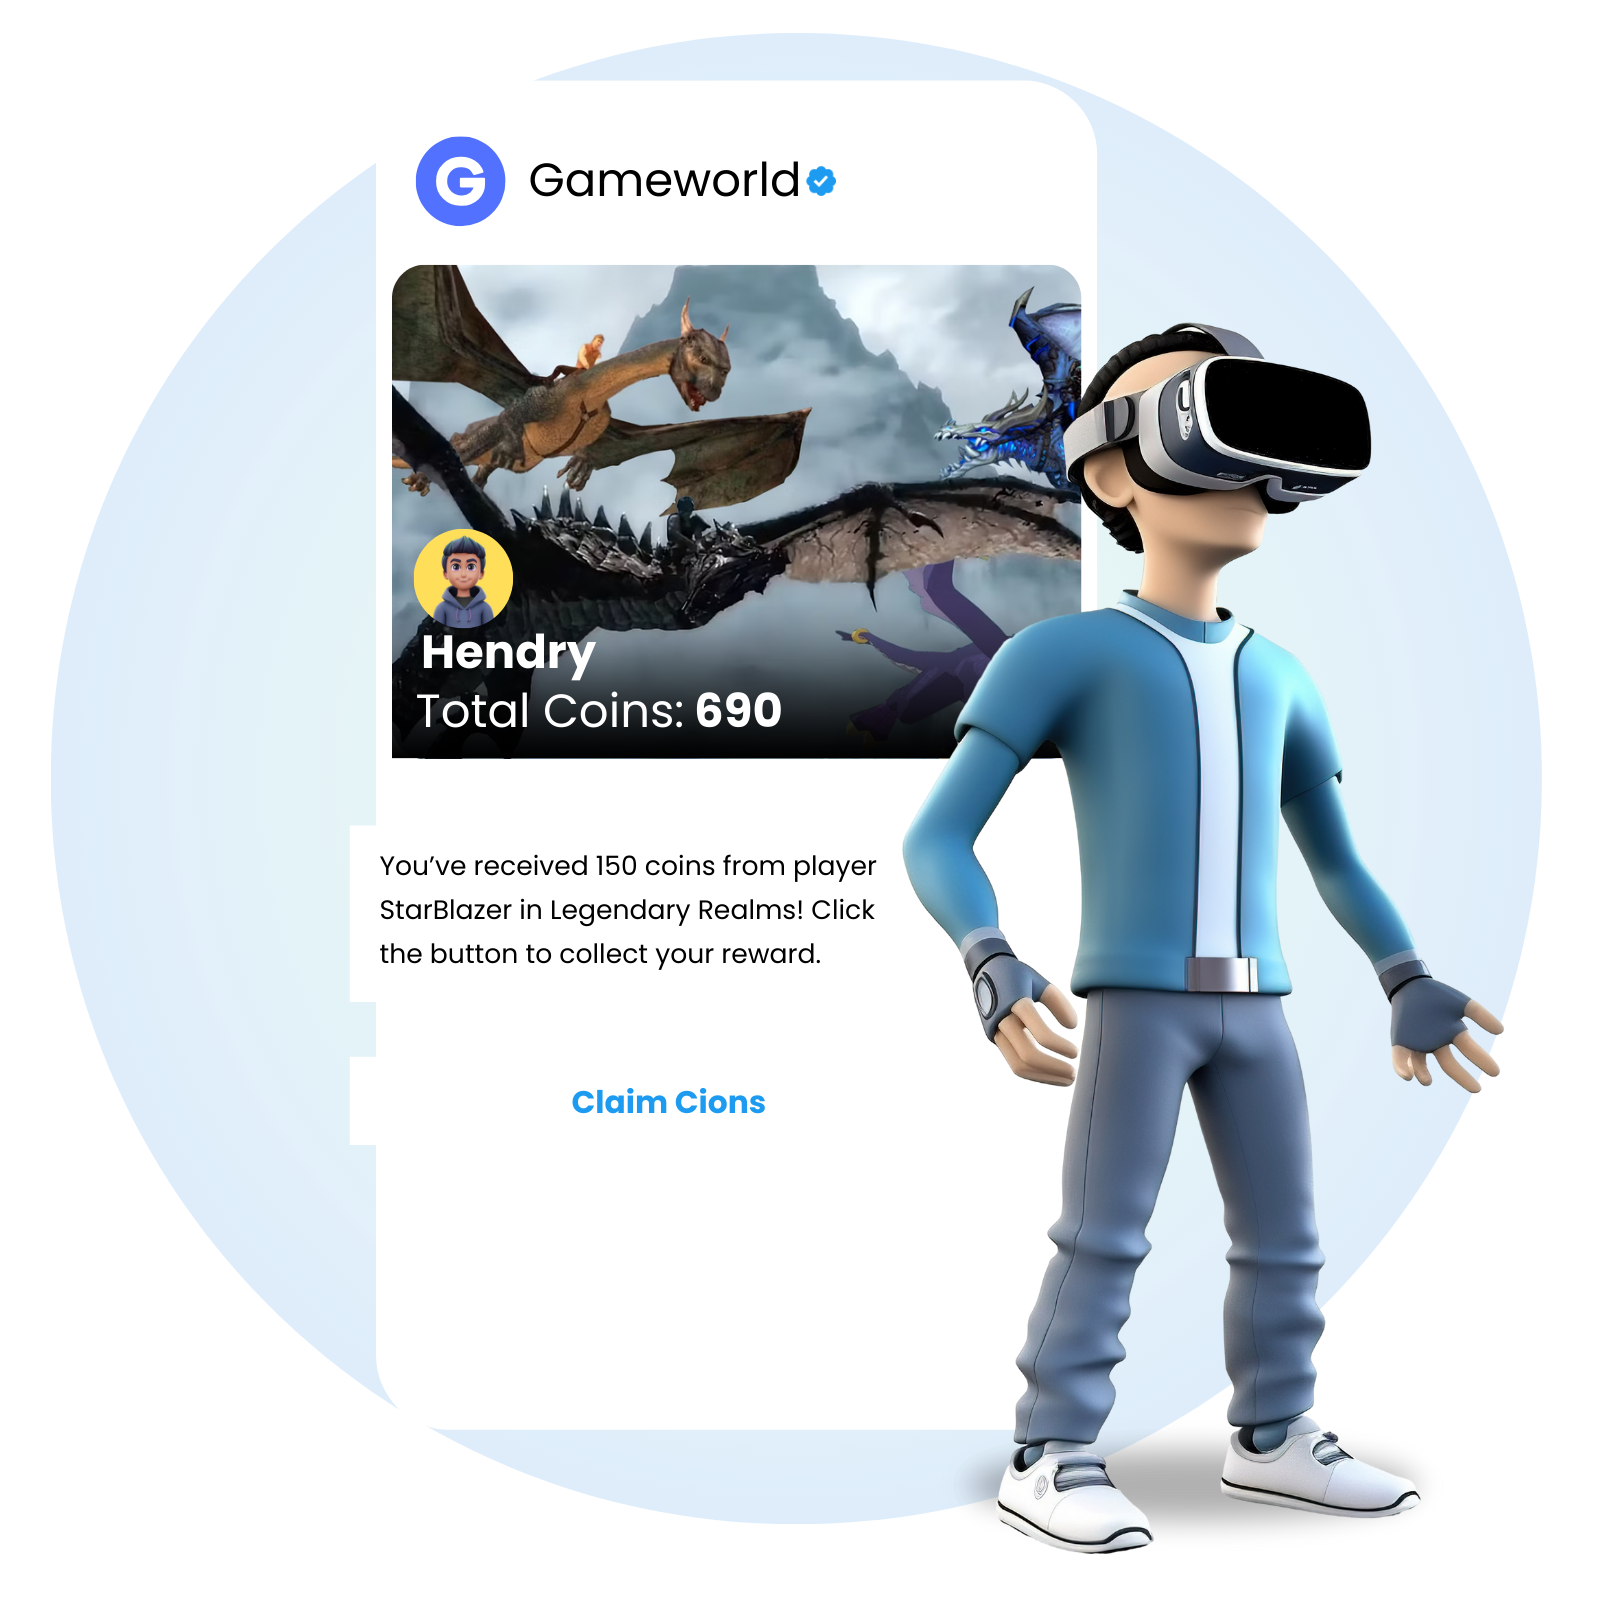 G
Gameworld
Hendry
Total Coins: 690
You’ve received 150 coins from player
StarBlazer in Legendary Realms! Click
the button to collect your reward.
Claim Cions